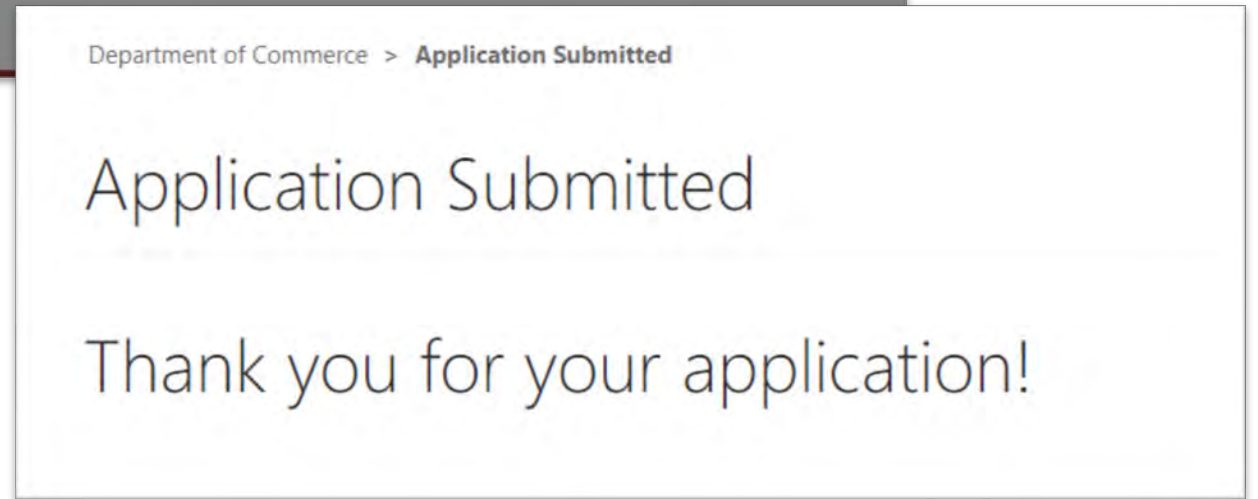 Department of Commerce > Application Submitted
Application Submitted
Thank you for your application!